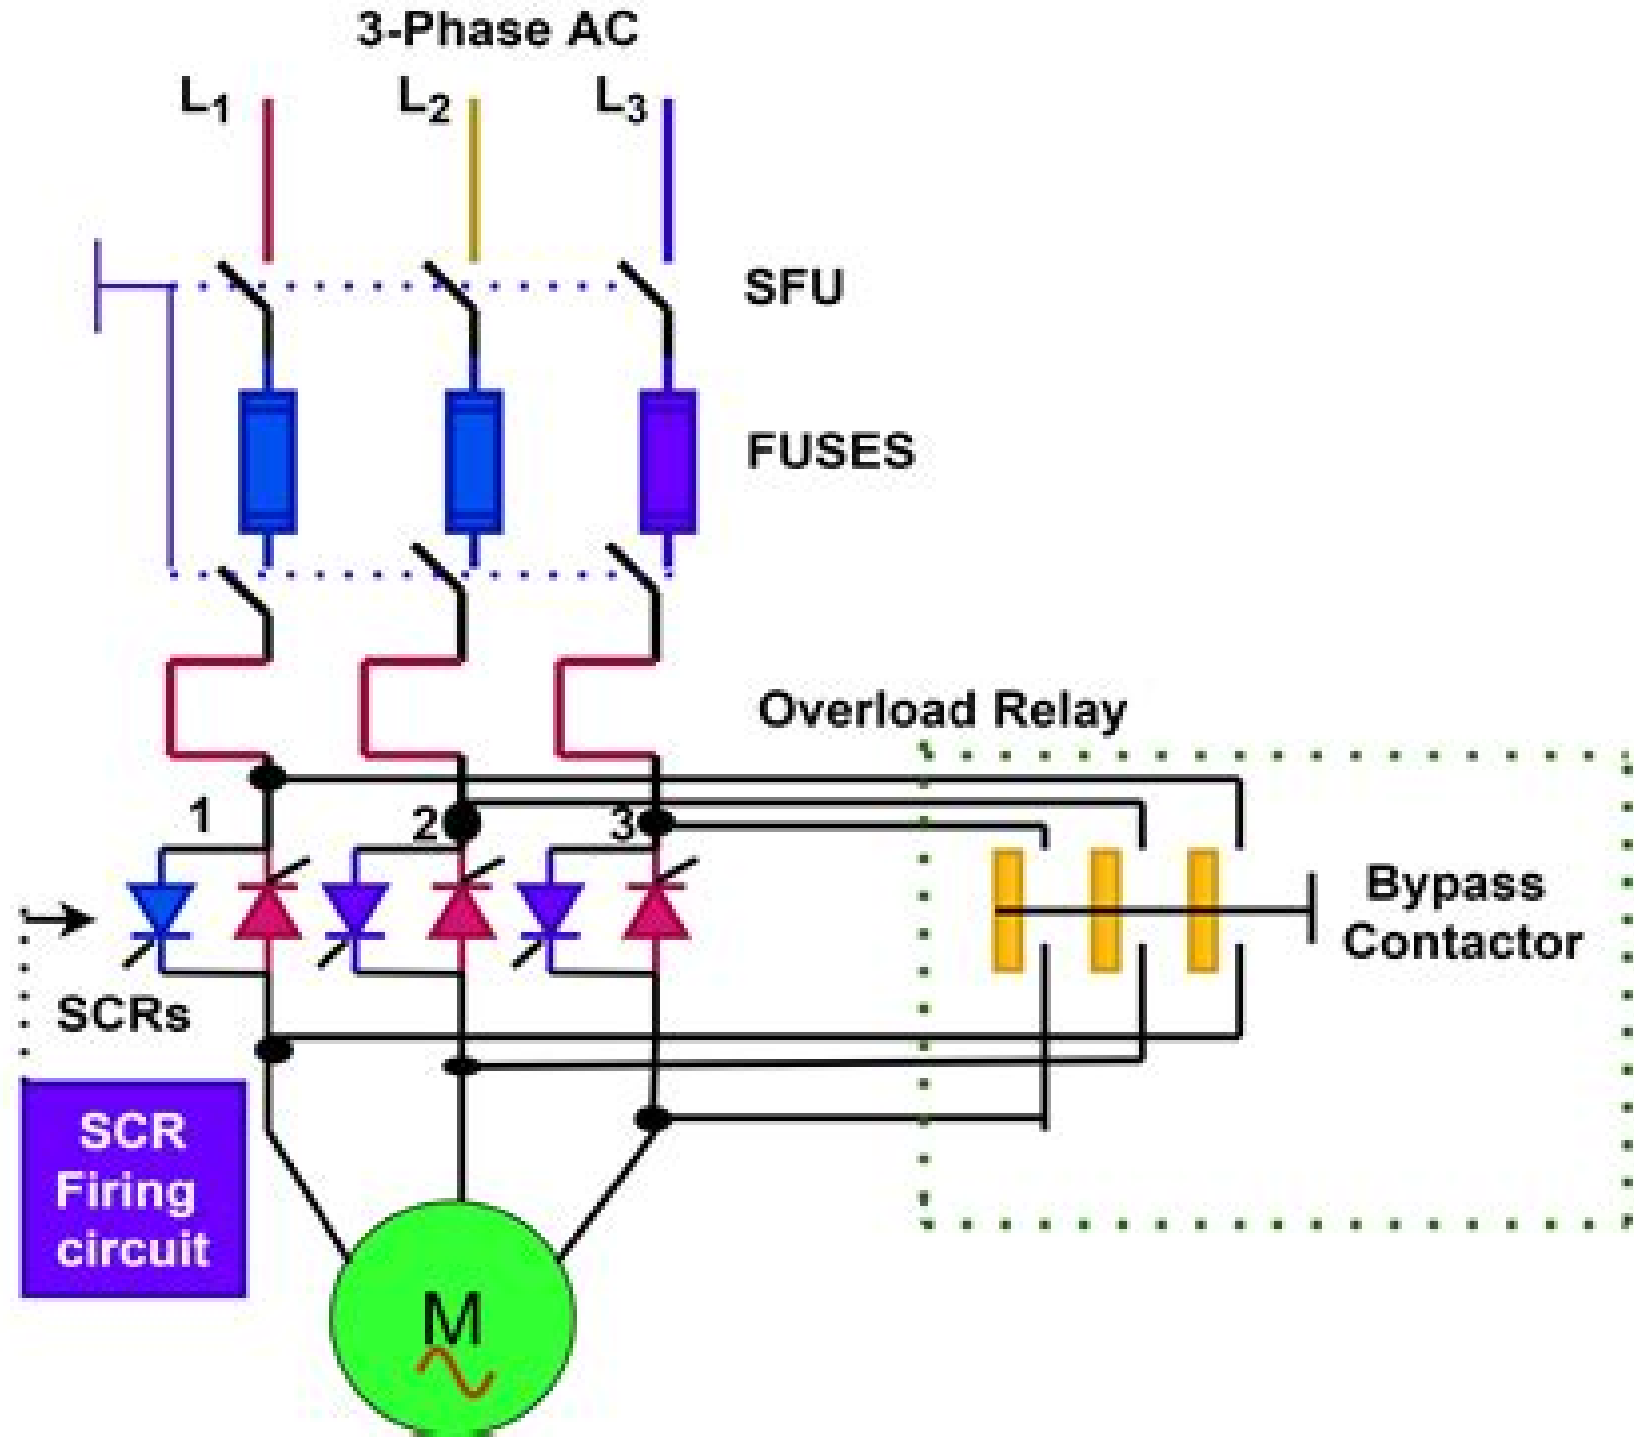 3-Phase AC
L1 L2 L3
SFU
FUSES
Overload Relay
1 2 3
Bypass
Contactor
SCRs
SCR
Firing
circuit
M